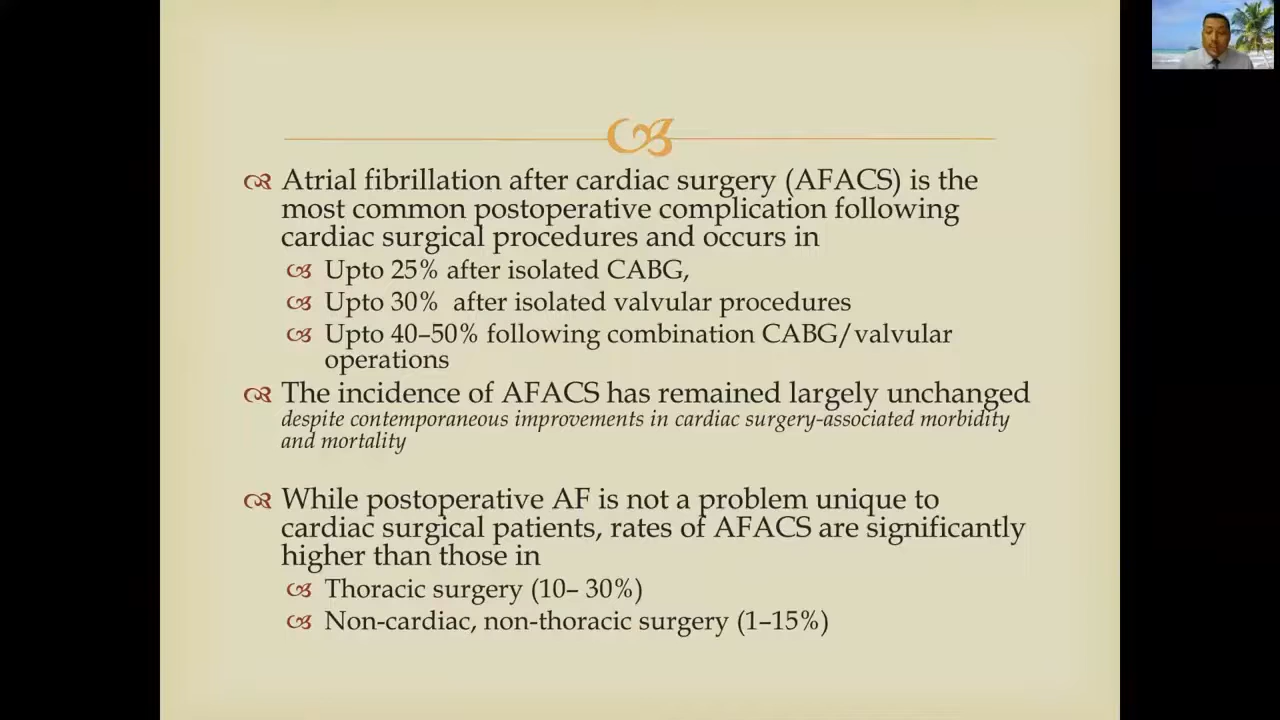 Atrial fibrillation after cardiac surgery (AFACS) is the
most common postoperative complication following
cardiac surgical procedures and occurs in
Upto 25% after isolated CABG,
Upto 30% after isolated valvular procedures
Upto 40–50% following combination CABG/valvular
operations
The incidence of AFACS has remained largely unchanged
despite contemporaneous improvements in cardiac surgery-associated morbidity
and mortality
While postoperative AF is not a problem unique to
cardiac surgical patients, rates of AFACS are significantly
higher than those in
Thoracic surgery (10– 30%)
Non-cardiac, non-thoracic surgery (1–15%)